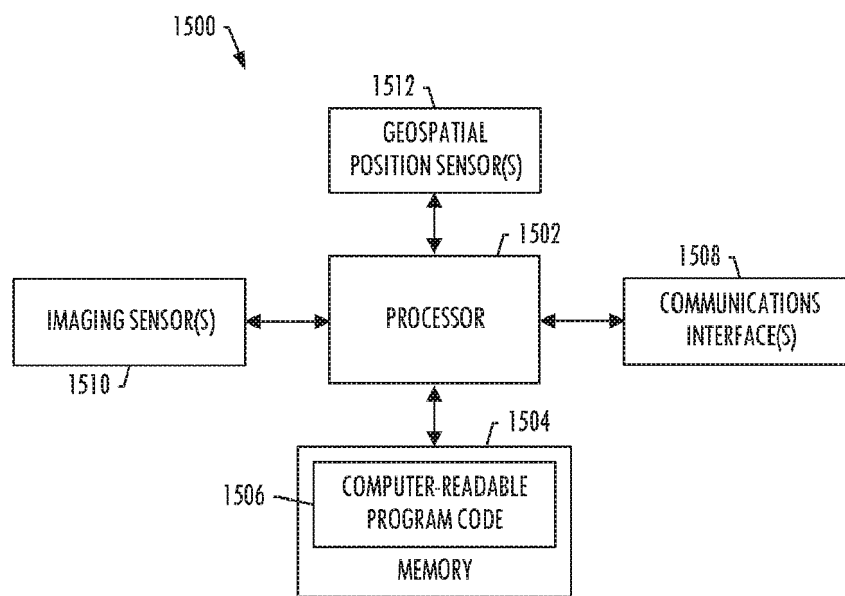 1500
1512
GEOSPATIAL
POSITION SENSOR(S)
1502
PROCESSOR
1508
COMMUNICATIONS
INTERFACE(S)
IMAGING SENSOR(S)
1510
1504
1506
COMPUTER-READABLE
PROGRAM CODE
MEMORY